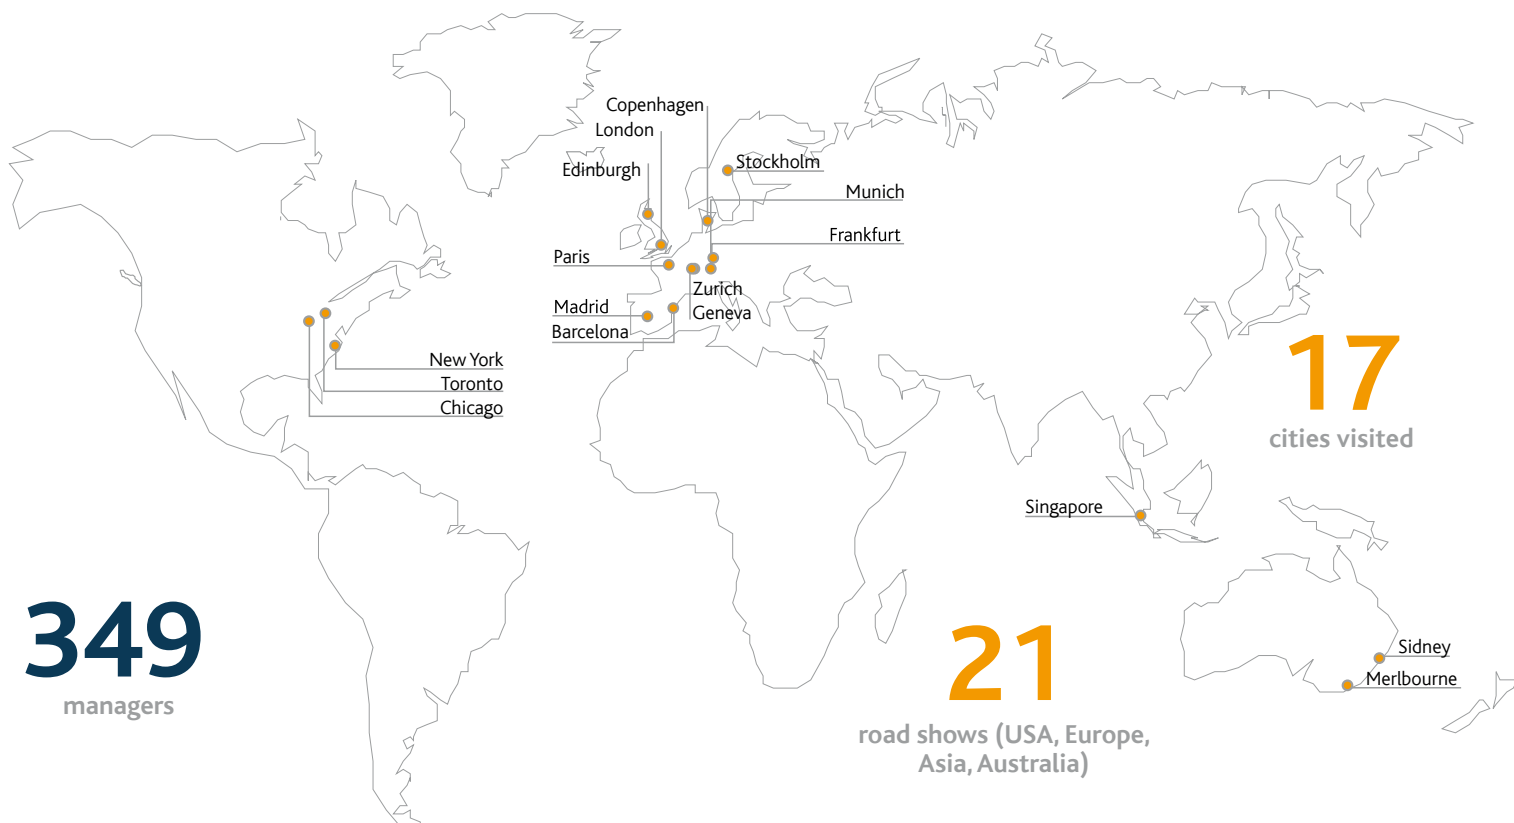 Copenhagen
London
Edinburgh
Stockholm
Munich
Frankfurt
Paris
Zurich
Geneva
Madrid
Barcelona
New York
Toronto
Chicago
17
cities visited
Singapore
349
managers
21
road shows (USA, Europe,
Asia, Australia)
Sidney
Merlbourne